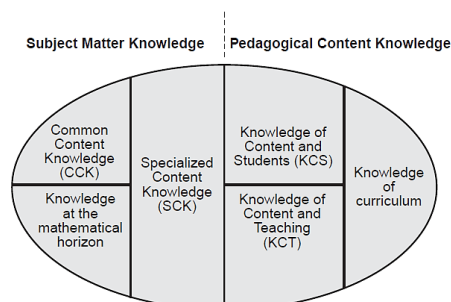 Subject Matter Knowledge
Pedagogical Content Knowledge
Common
Content
Knowledge
(CCK)
Knowledge
at the
mathematical
horizon
Specialized
Content
Knowledge
(SCK)
Knowledge of
Content and
Students (KCS)
Knowledge of
Content and
Teaching
(KCT)
Knowledge
of
curriculum